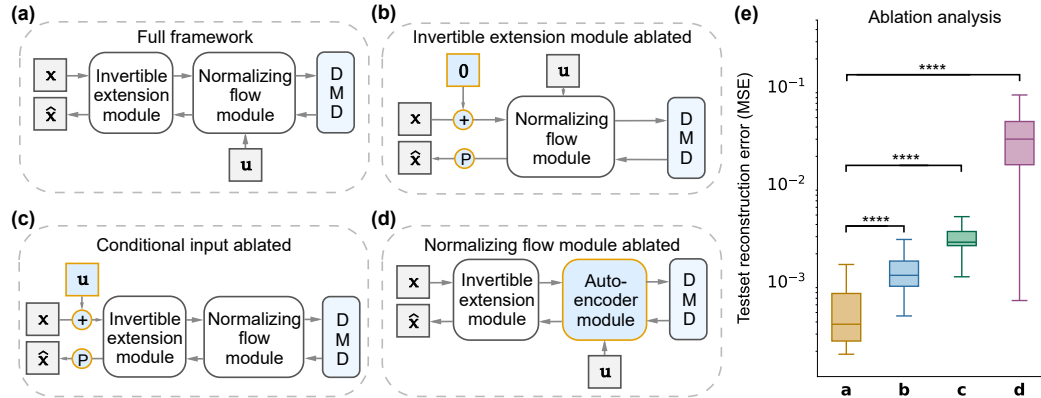 (a)
Full framework
x
x̂
Invertible
extension
module
Normalizing
flow
module
D
M
D
u
(b)
Invertible extension module ablated
0
u
x
+
x̂
P
Normalizing
flow
module
D
M
D
(c)
Conditional input ablated
u
x
+
x̂
P
Invertible
extension
module
Normalizing
flow
module
D
M
D
(d)
Normalizing flow module ablated
x
x̂
Invertible
extension
module
Auto-
encoder
module
D
M
D
u
(e)
Ablation analysis
Testset reconstruction error (MSE)
10⁻¹
10⁻²
10⁻³
****
****
****
a b c d